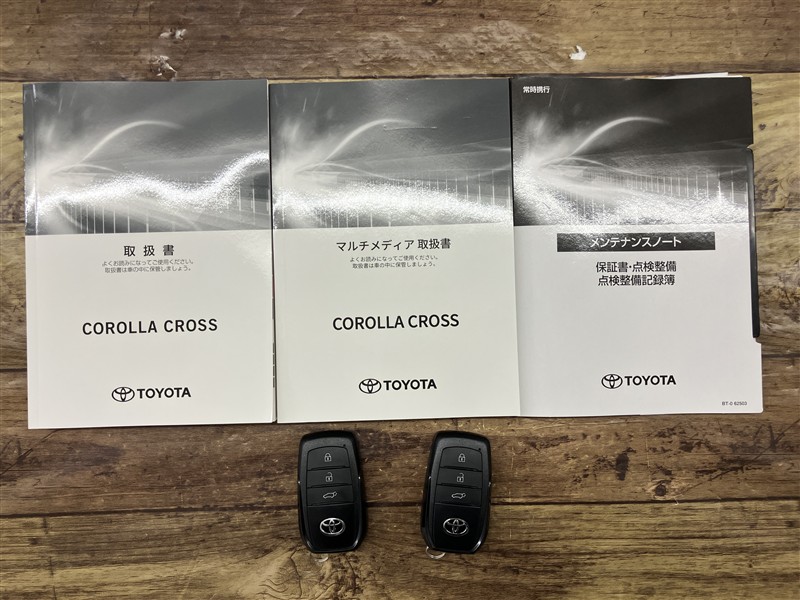 取扱書
よくお読みになってご使用ください。
取扱書は車の中に保管しましょう。
COROLLA CROSS
TOYOTA
マルチメディア 取扱書
よくお読みになってご使用ください。
取扱書は車の中に保管しましょう。
COROLLA CROSS
TOYOTA
常時携行
メンテナンスノート
保証書・点検整備
点検整備記録簿
TOYOTA